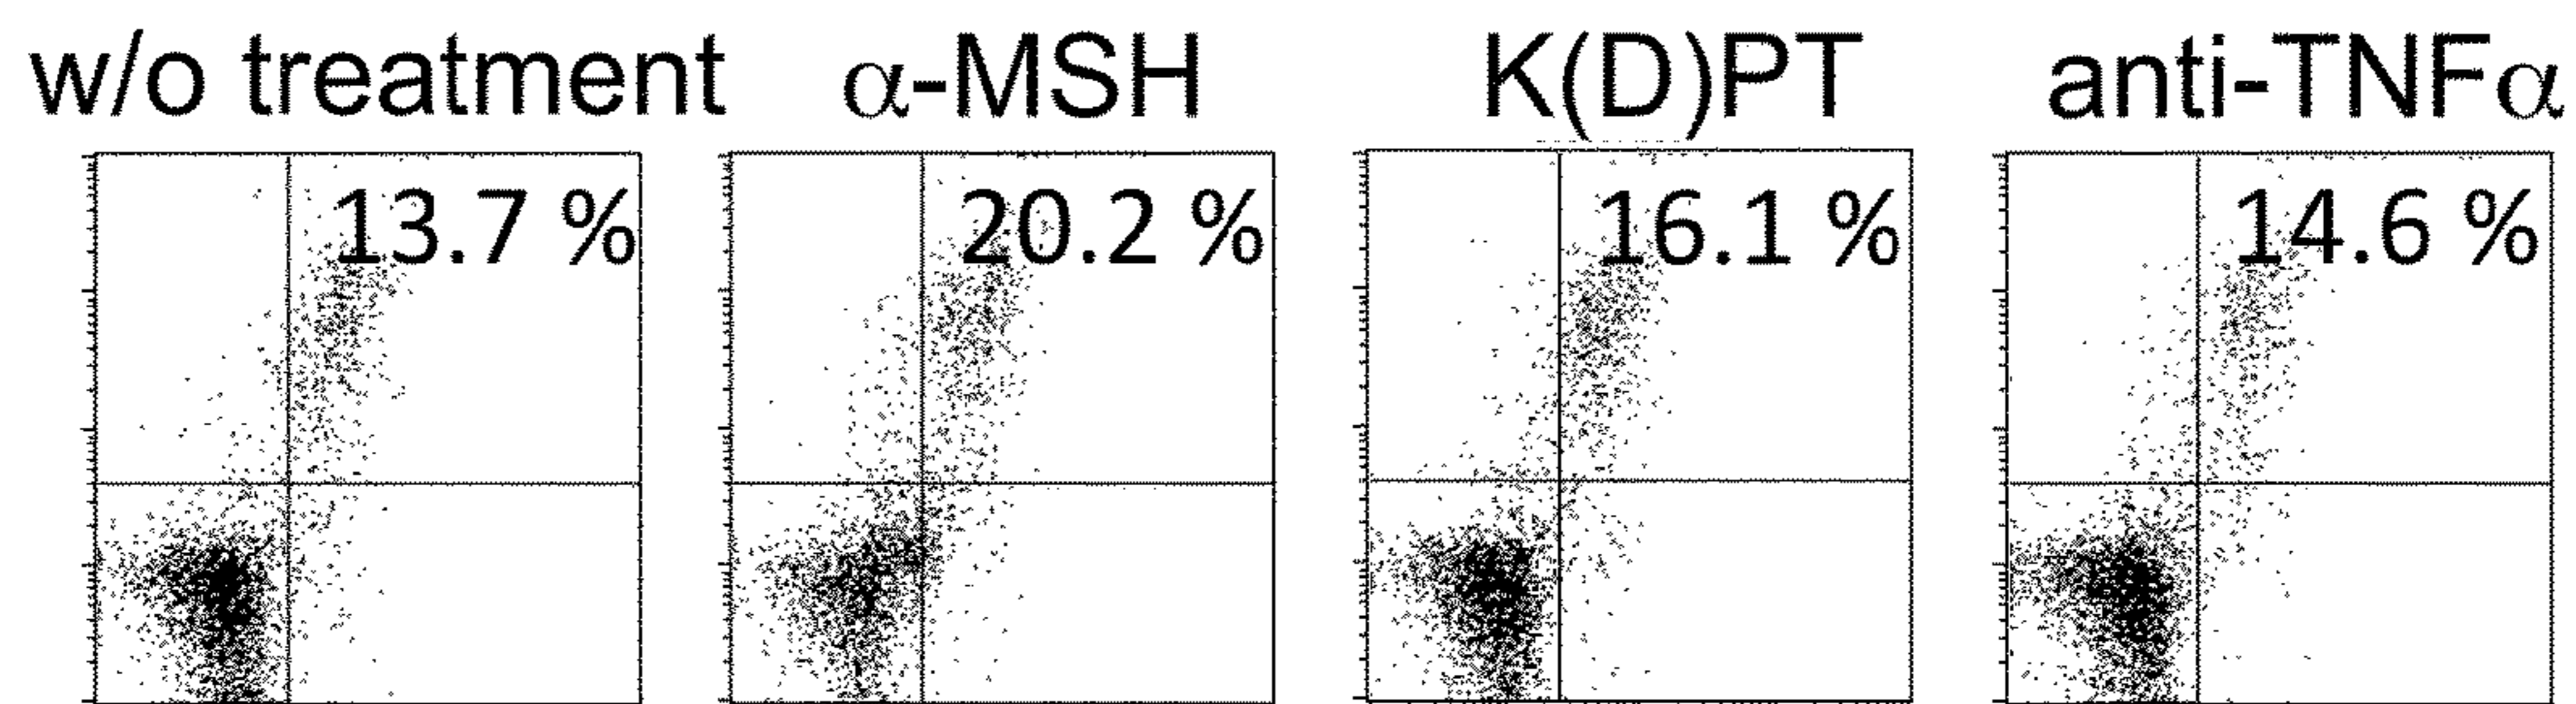 w/o treatment α-MSH K(D)PT anti-TNFα
13.7 % 20.2 % 16.1 % 14.6 %